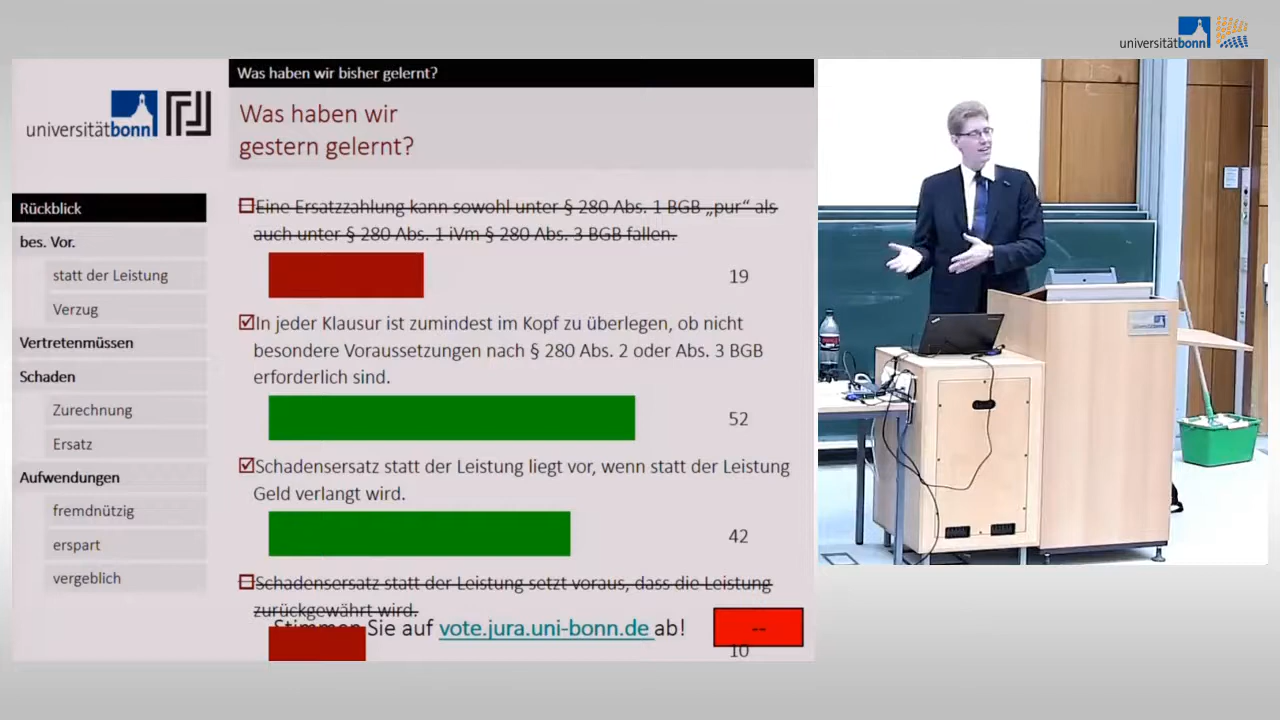 universitätbonn
Was haben wir bisher gelernt?
universitätbonn
Was haben wir
gestern gelernt?
Rückblick
bes. Vor.
statt der Leistung
Verzug
Vertretenmüssen
Schaden
Zurechnung
Ersatz
Aufwendungen
fremdnützig
erspart
vergeblich
Eine Ersatzzahlung kann sowohl unter § 280 Abs. 1 BGB „pur“ als
auch unter § 280 Abs. 1 iVm § 280 Abs. 3 BGB fallen.
19
In jeder Klausur ist zumindest im Kopf zu überlegen, ob nicht
besondere Voraussetzungen nach § 280 Abs. 2 oder Abs. 3 BGB
erforderlich sind.
52
Schadensersatz statt der Leistung liegt vor, wenn statt der Leistung
Geld verlangt wird.
42
Schadensersatz statt der Leistung setzt voraus, dass die Leistung
zurückgewährt wird.
Stimmen Sie auf vote.jura.uni-bonn.de ab!
--
10